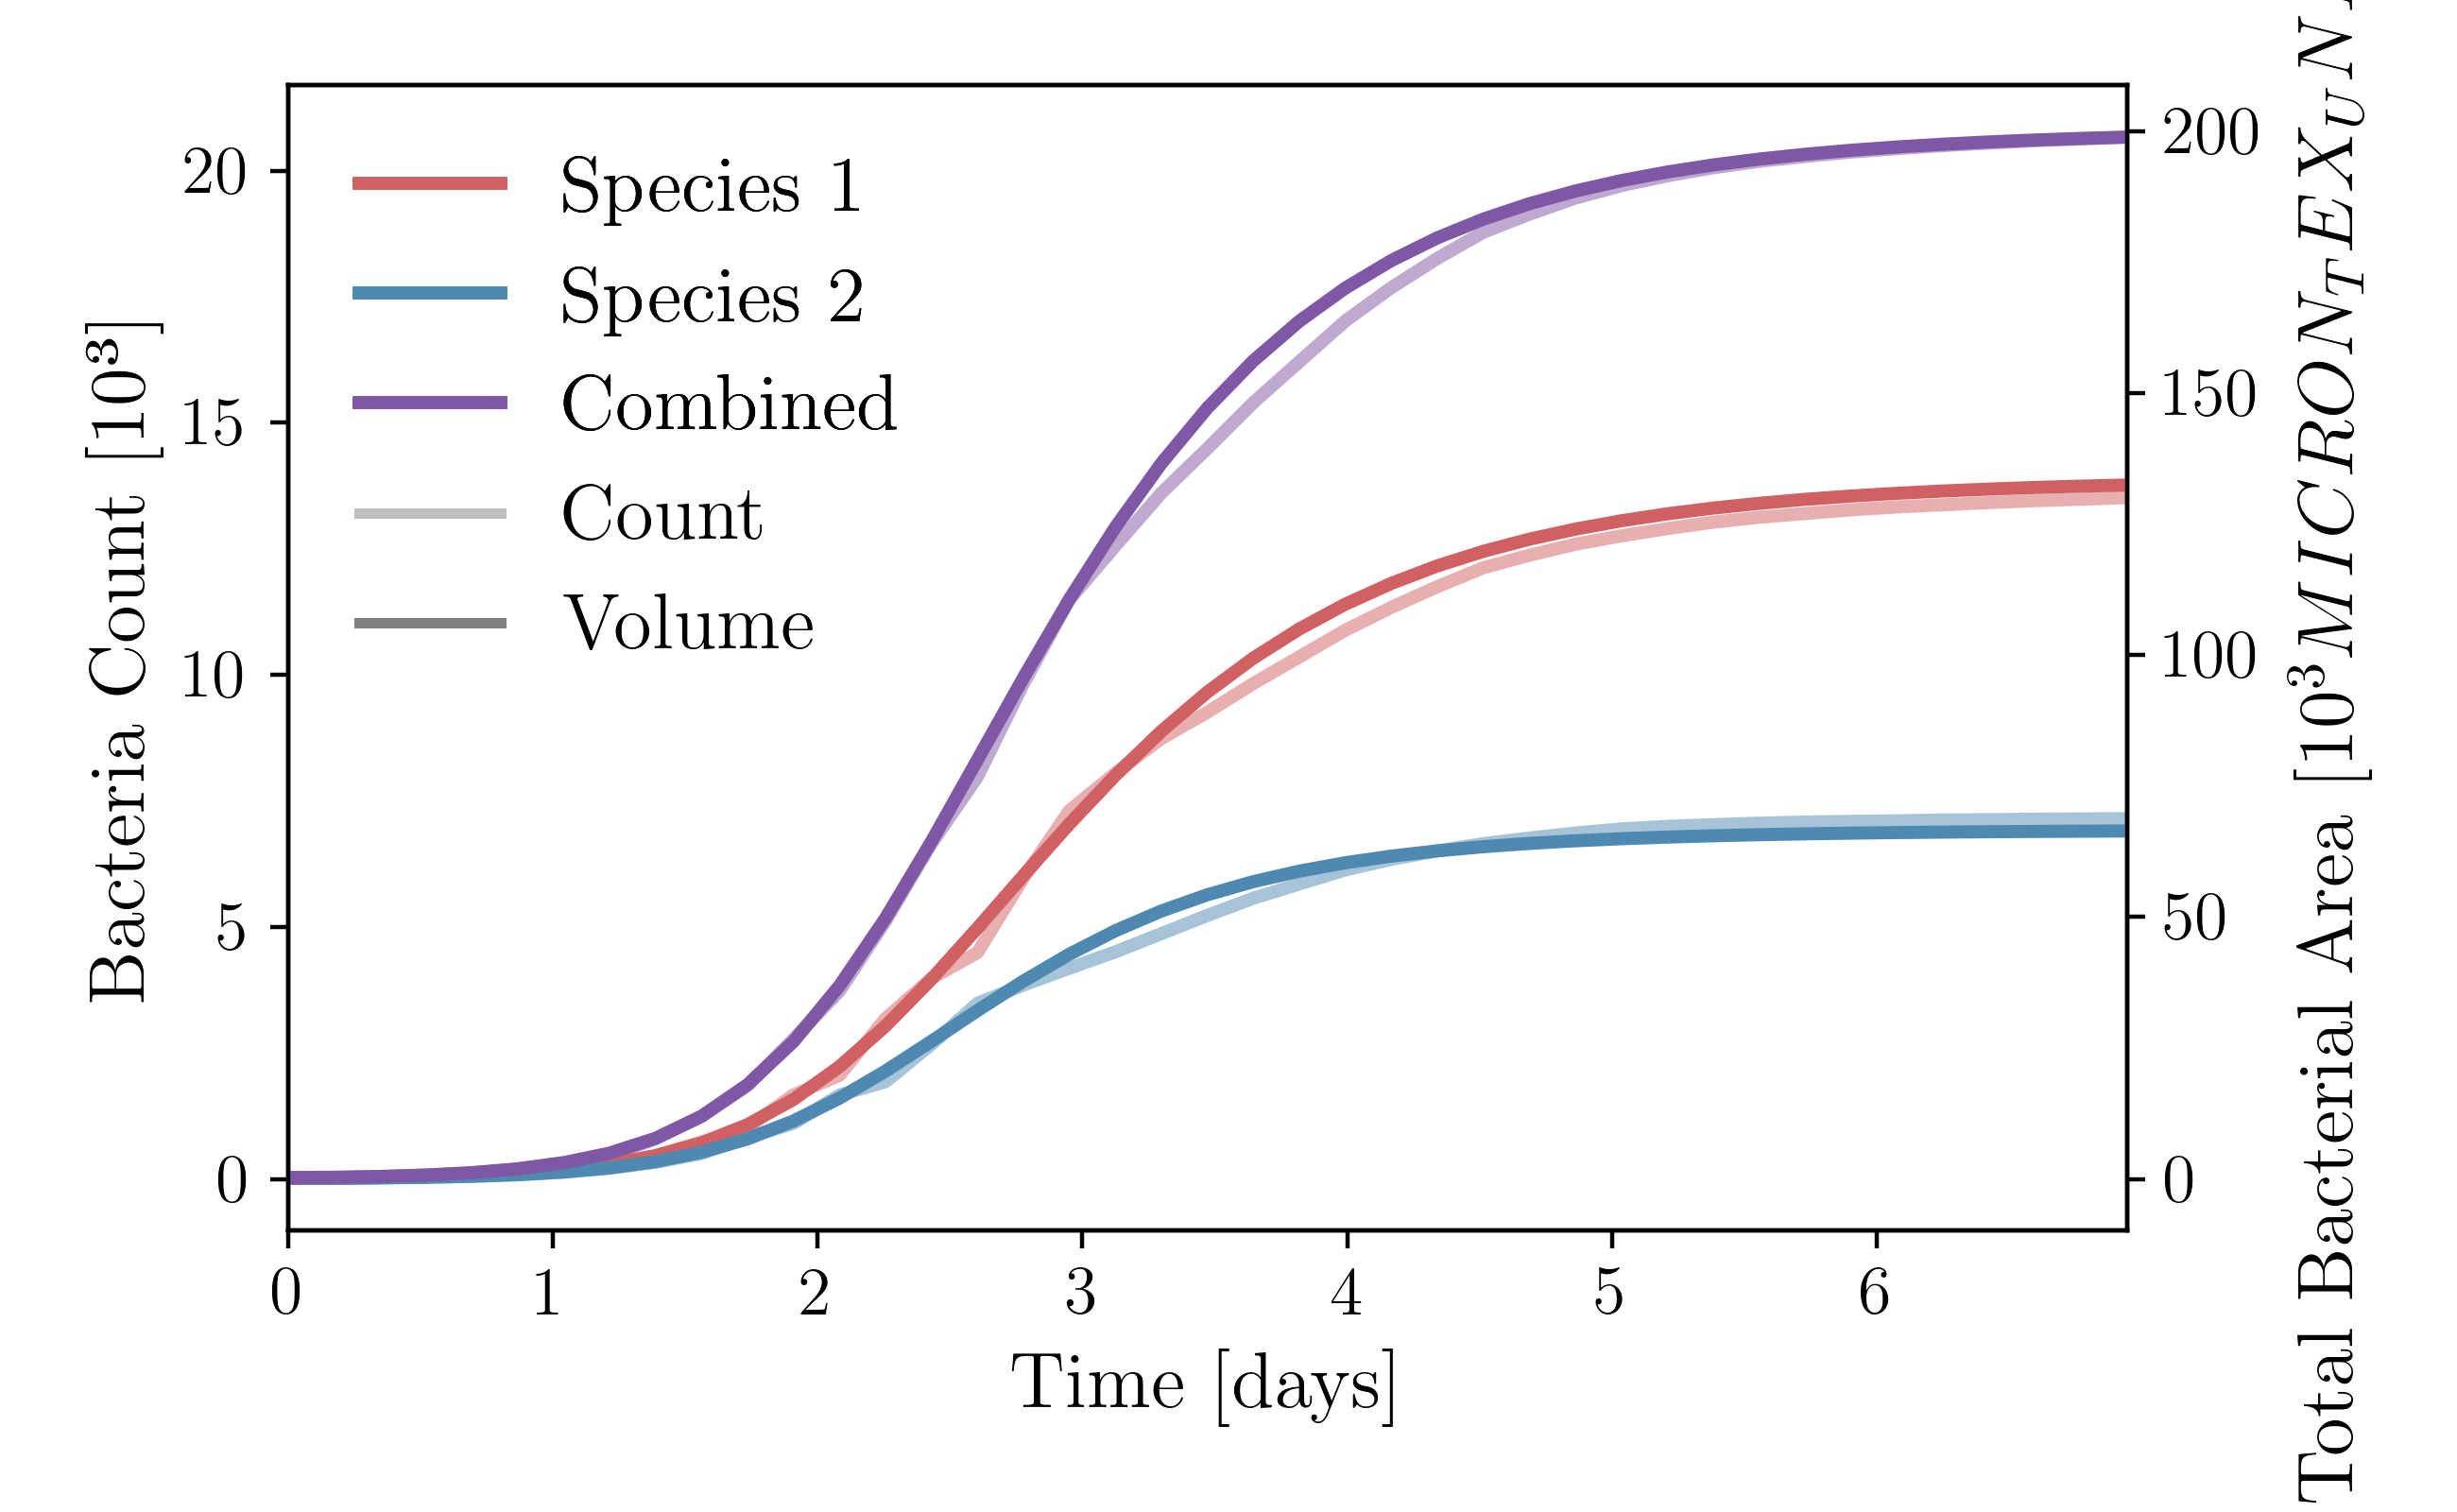 Bacteria Count [10³]
20
15
10
5
0
Species 1
Species 2
Combined
Count
Volume
200
150
100
50
0
Total Bacterial Area [10³MICRON_TEX_UN
0 1 2 3 4 5 6
Time [days]